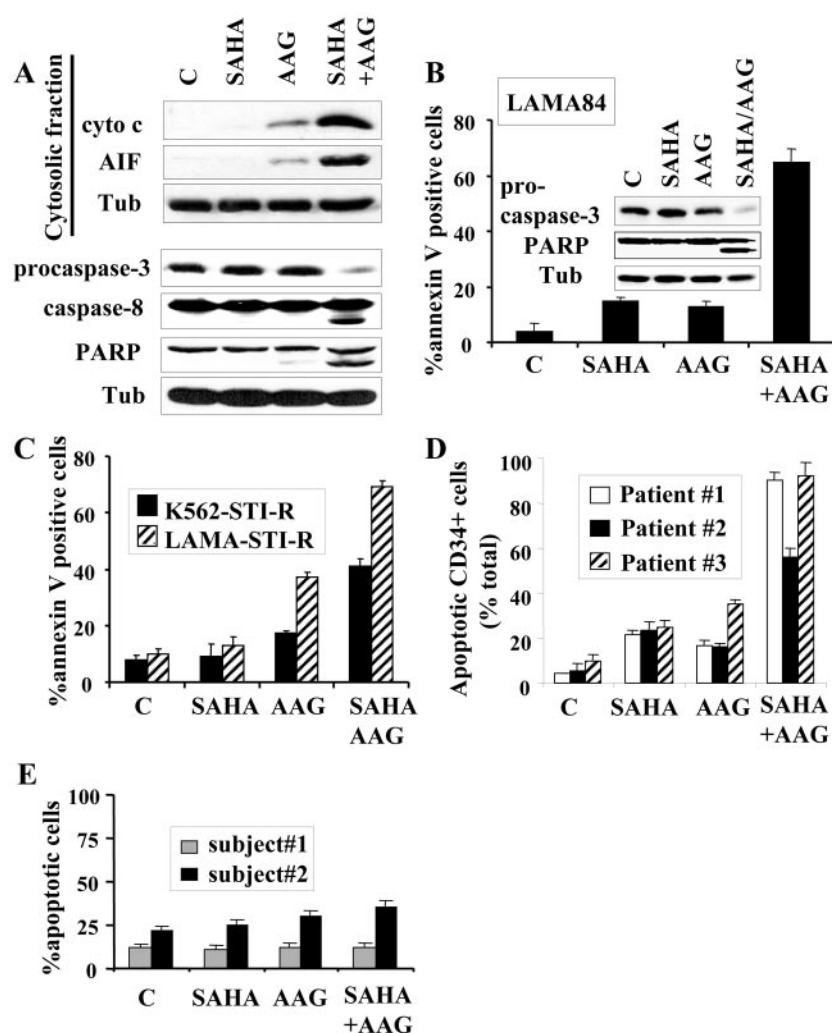 A
Cytosolic fraction
C
SAHA
AAG
SAHA
+AAG
cyto c
AIF
Tub
procaspase-3
caspase-8
PARP
Tub
B
LAMA84
%annexin V positive cells
80
60
40
20
0
C
SAHA
AAG
SAHA/AAG
pro-
caspase-3
PARP
Tub
C
SAHA
AAG
SAHA
+AAG
C
%annexin V positive cells
80
60
40
20
0
K562-STI-R
LAMA-STI-R
C
SAHA
AAG
SAHA
AAG
D
Apoptotic CD34+ cells
(% total)
100
80
60
40
20
0
Patient #1
Patient #2
Patient #3
C
SAHA
AAG
SAHA
+AAG
E
%apoptotic cells
100
75
50
25
0
subject#1
subject#2
C
SAHA
AAG
SAHA
+AAG